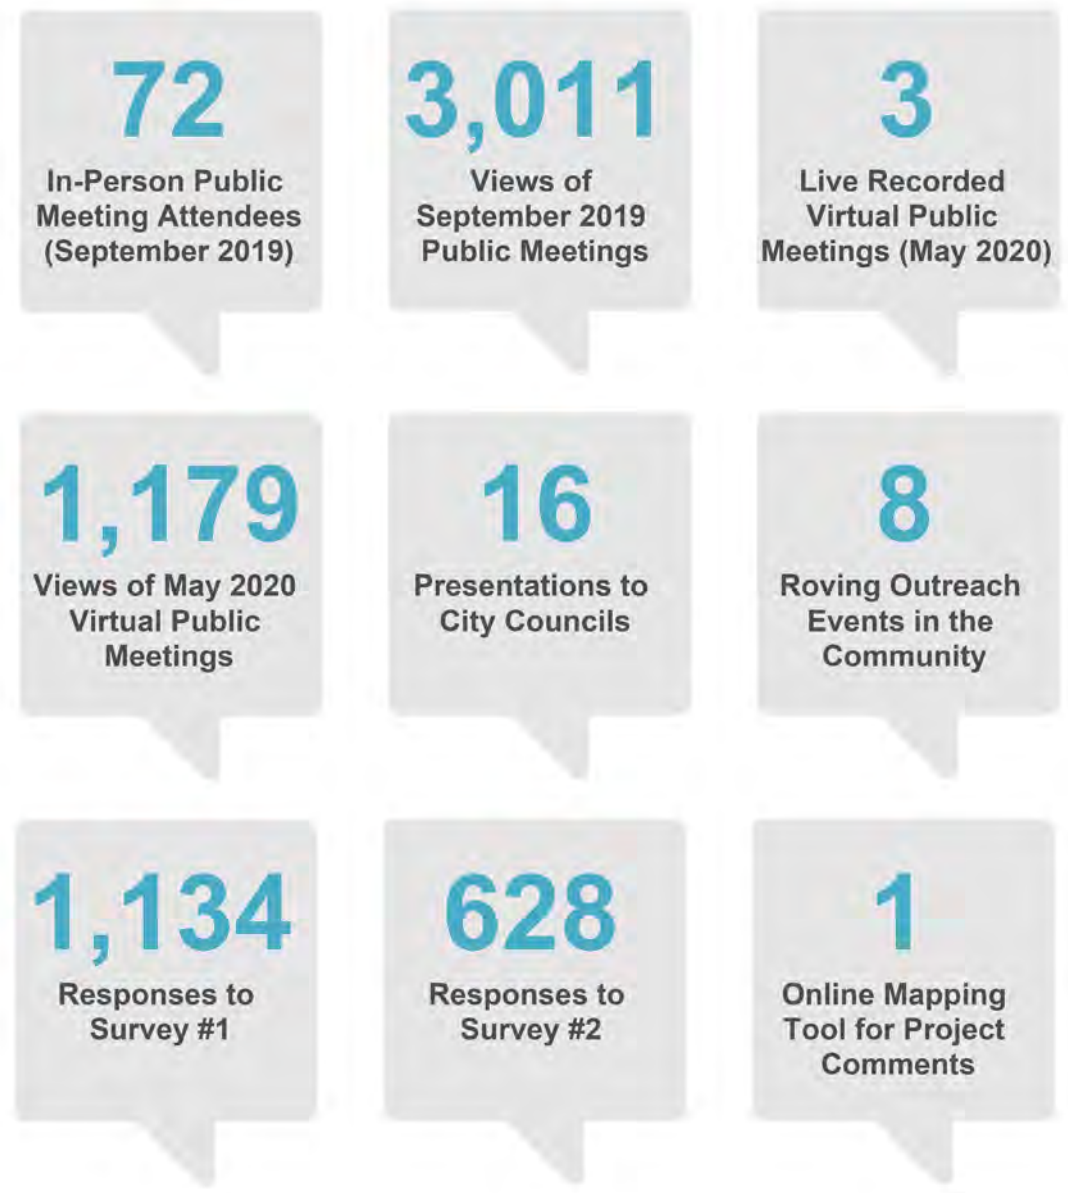 72
In-Person Public
Meeting Attendees
(September 2019)
3,011
Views of
September 2019
Public Meetings
3
Live Recorded
Virtual Public
Meetings (May 2020)
1,179
Views of May 2020
Virtual Public
Meetings
16
Presentations to
City Councils
8
Roving Outreach
Events in the
Community
1,134
Responses to
Survey #1
628
Responses to
Survey #2
1
Online Mapping
Tool for Project
Comments